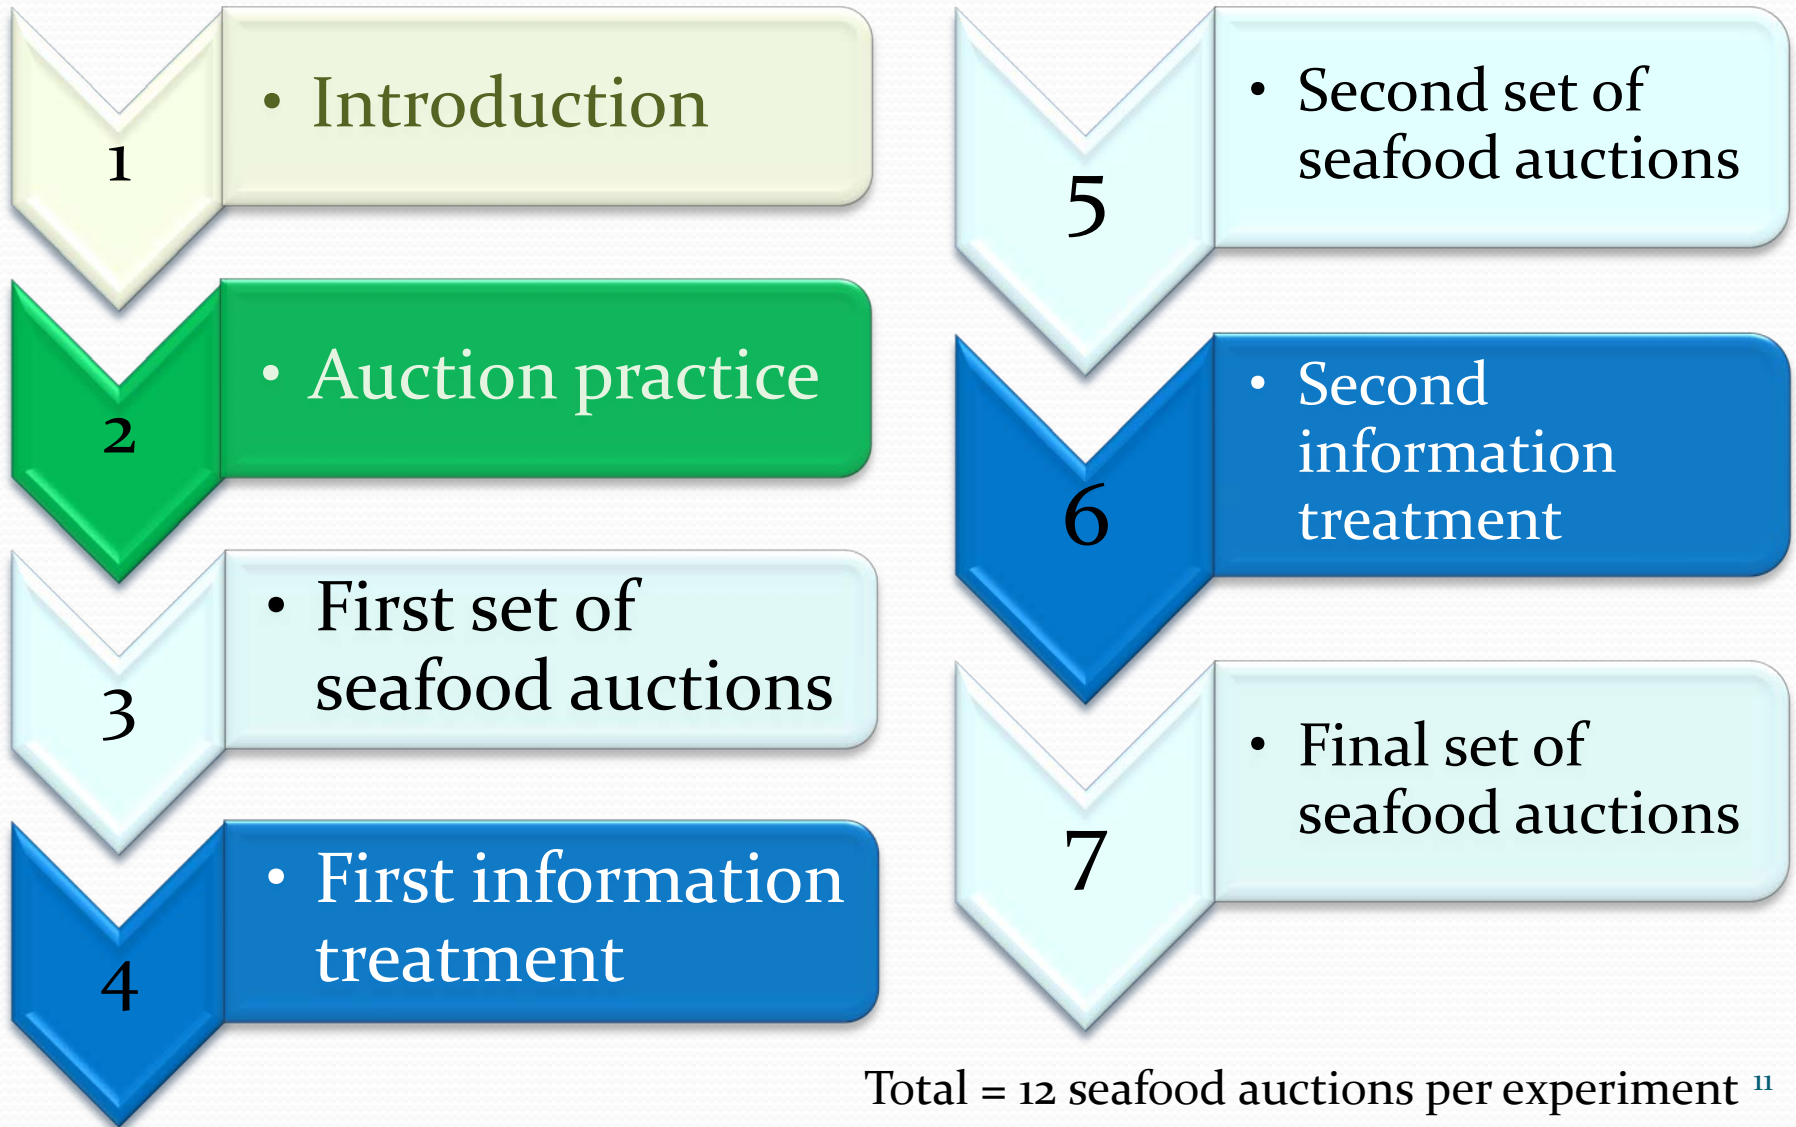 1
• Introduction
2
• Auction practice
3
• First set of
seafood auctions
4
• First information
treatment
5
• Second set of
seafood auctions
6
• Second
information
treatment
7
• Final set of
seafood auctions
Total = 12 seafood auctions per experiment 11